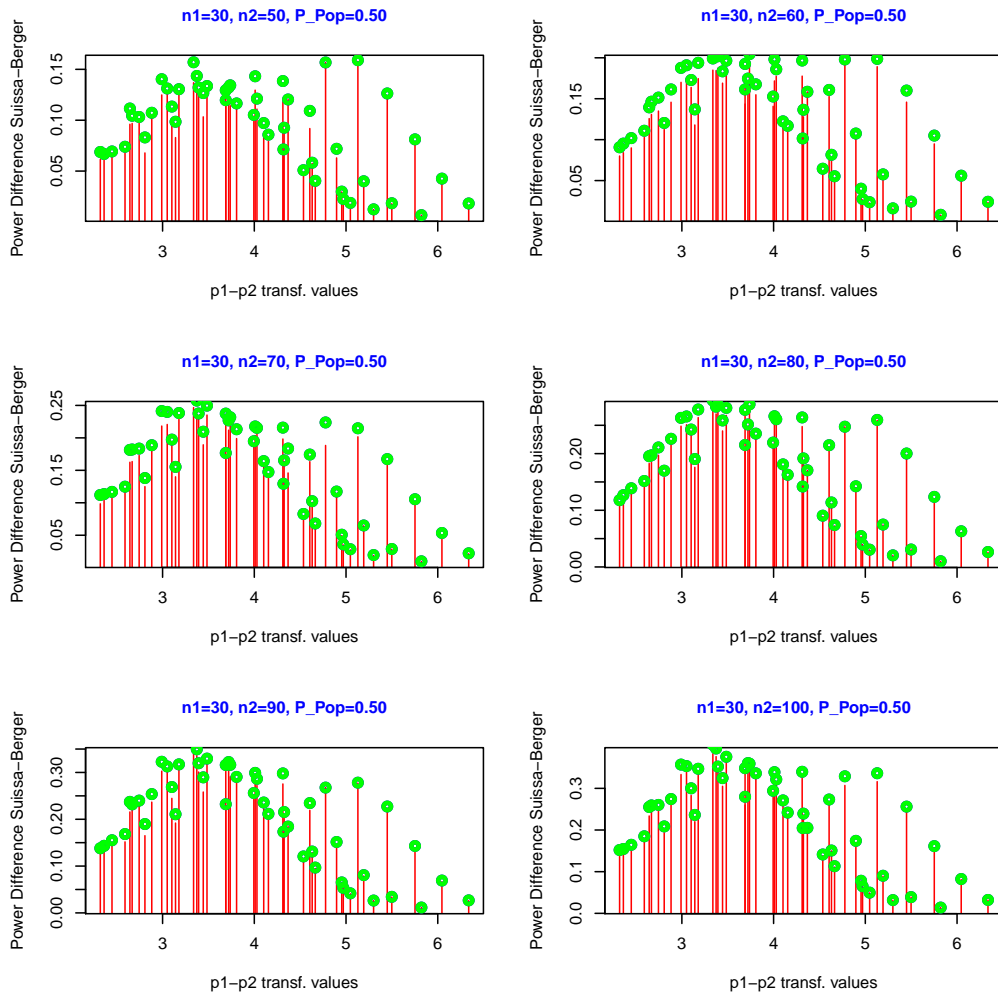 n1=30, n2=50, P_Pop=0.50
Power Difference Suissa−Berger
0.05 0.10 0.15
3 4 5 6
p1−p2 transf. values
n1=30, n2=60, P_Pop=0.50
Power Difference Suissa−Berger
0.05 0.15
3 4 5 6
p1−p2 transf. values
n1=30, n2=70, P_Pop=0.50
Power Difference Suissa−Berger
0.05 0.15 0.25
3 4 5 6
p1−p2 transf. values
n1=30, n2=80, P_Pop=0.50
Power Difference Suissa−Berger
0.00 0.10 0.20
3 4 5 6
p1−p2 transf. values
n1=30, n2=90, P_Pop=0.50
Power Difference Suissa−Berger
0.00 0.10 0.20 0.30
3 4 5 6
p1−p2 transf. values
n1=30, n2=100, P_Pop=0.50
Power Difference Suissa−Berger
0.0 0.1 0.2 0.3
3 4 5 6
p1−p2 transf. values